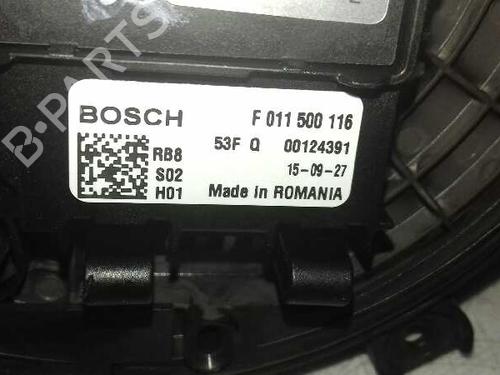 B-PARTS
BOSCH F 011 500 116
RB8 53F Q 00124391
S02 15-09-27
H01 Made in ROMANIA